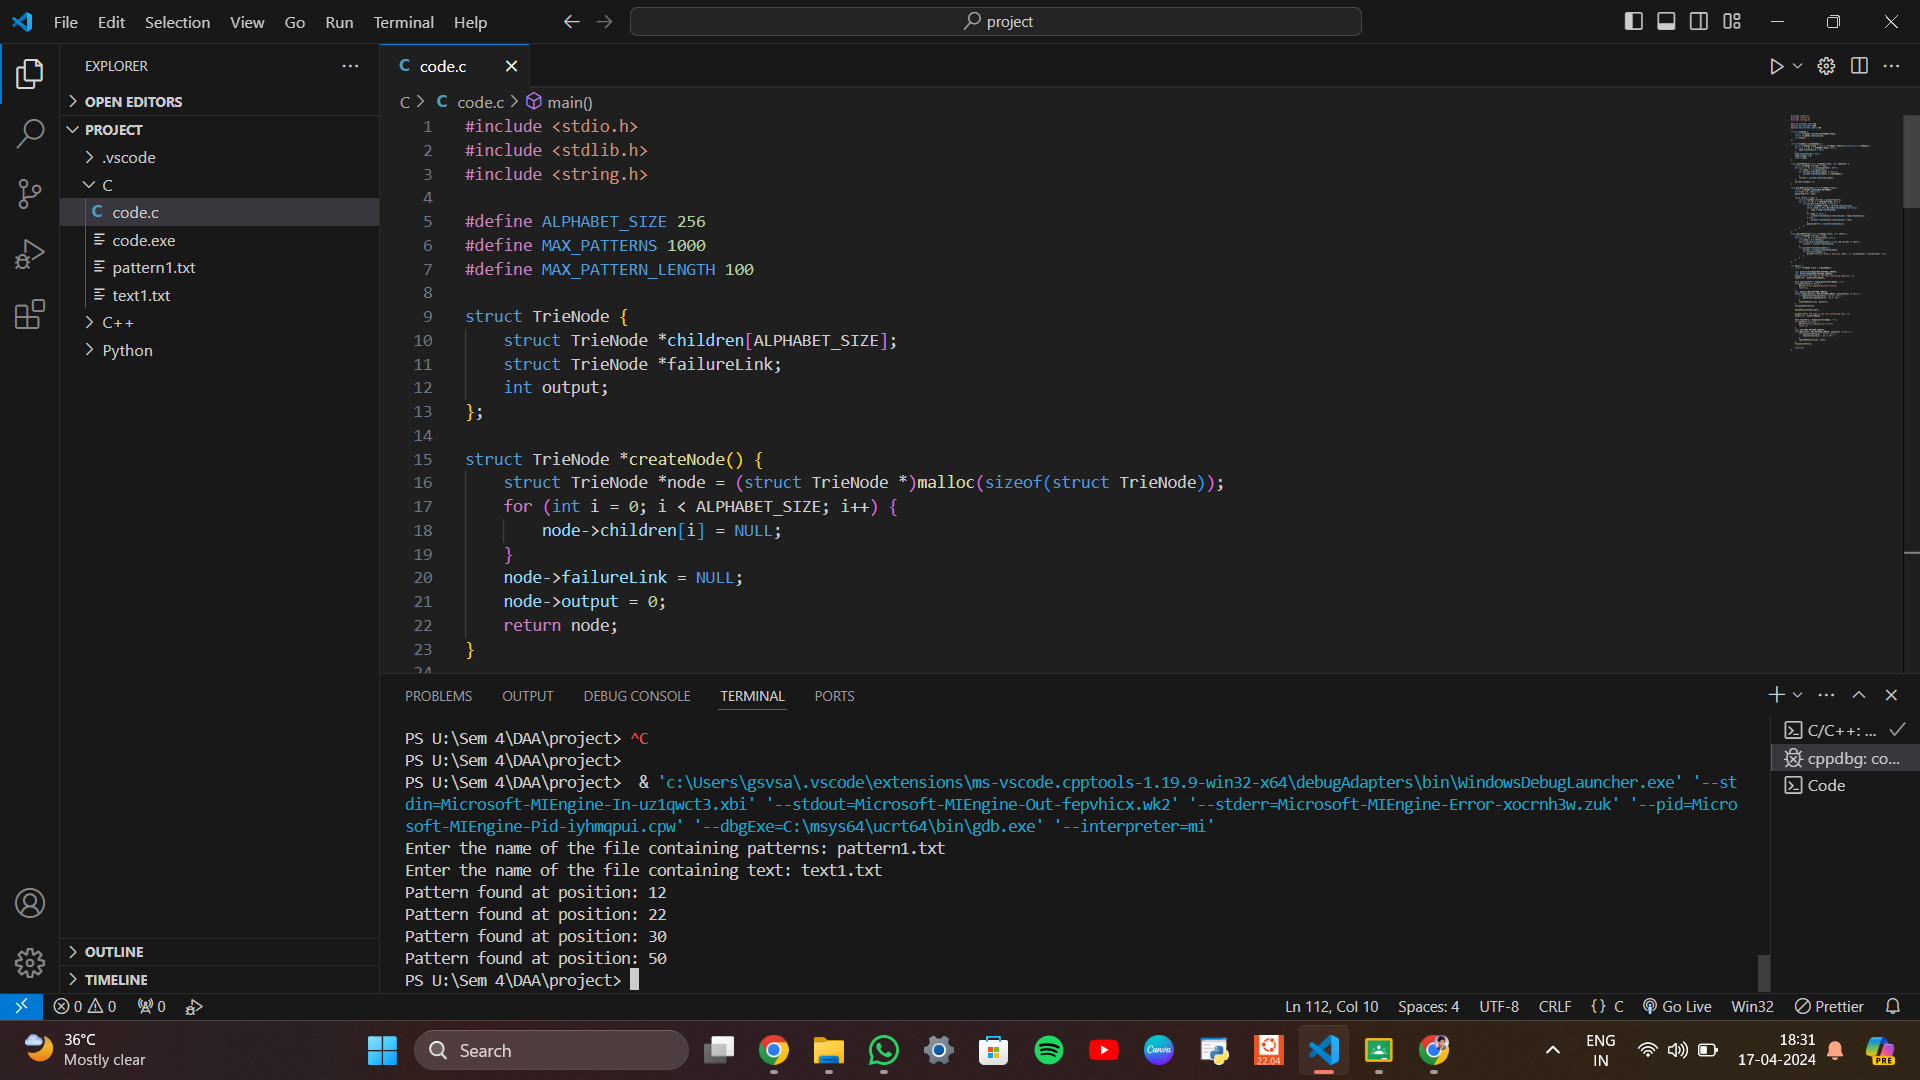 File Edit Selection View Go Run Terminal Help
project
EXPLORER
OPEN EDITORS
PROJECT
.vscode
C
C code.c
code.exe
pattern1.txt
text1.txt
C++
Python
OUTLINE
TIMELINE
C code.c
C > C code.c > main()
1 #include <stdio.h>
2 #include <stdlib.h>
3 #include <string.h>
4
5 #define ALPHABET_SIZE 256
6 #define MAX_PATTERNS 1000
7 #define MAX_PATTERN_LENGTH 100
8
9 struct TrieNode {
10 struct TrieNode *children[ALPHABET_SIZE];
11 struct TrieNode *failureLink;
12 int output;
13 };
14
15 struct TrieNode *createNode() {
16 struct TrieNode *node = (struct TrieNode *)malloc(sizeof(struct TrieNode));
17 for (int i = 0; i < ALPHABET_SIZE; i++) {
18 node->children[i] = NULL;
19 }
20 node->failureLink = NULL;
21 node->output = 0;
22 return node;
23 }
24
PROBLEMS OUTPUT DEBUG CONSOLE TERMINAL PORTS
PS U:\Sem 4\DAA\project> ^C
PS U:\Sem 4\DAA\project>
PS U:\Sem 4\DAA\project>  & 'c:\Users\gsvsa\.vscode\extensions\ms-vscode.cpptools-1.19.9-win32-x64\debugAdapters\bin\WindowsDebugLauncher.exe' '--st
din=Microsoft-MIEngine-In-uz1qwct3.xbi' '--stdout=Microsoft-MIEngine-Out-fepvhicx.wk2' '--stderr=Microsoft-MIEngine-Error-xocrnh3w.zuk' '--pid=Micro
soft-MIEngine-Pid-iyhmqpui.cpw' '--dbgExe=C:\msys64\ucrt64\bin\gdb.exe' '--interpreter=mi'
Enter the name of the file containing patterns: pattern1.txt
Enter the name of the file containing text: text1.txt
Pattern found at position: 12
Pattern found at position: 22
Pattern found at position: 30
Pattern found at position: 50
PS U:\Sem 4\DAA\project>
C/C++: ...
cppdbg: co...
Code
0 0 0
Ln 112, Col 10 Spaces: 4 UTF-8 CRLF {} C Go Live Win32 Prettier
36°C
Mostly clear
Search
Canva
22.04
ENG
IN
18:31
17-04-2024
PRE